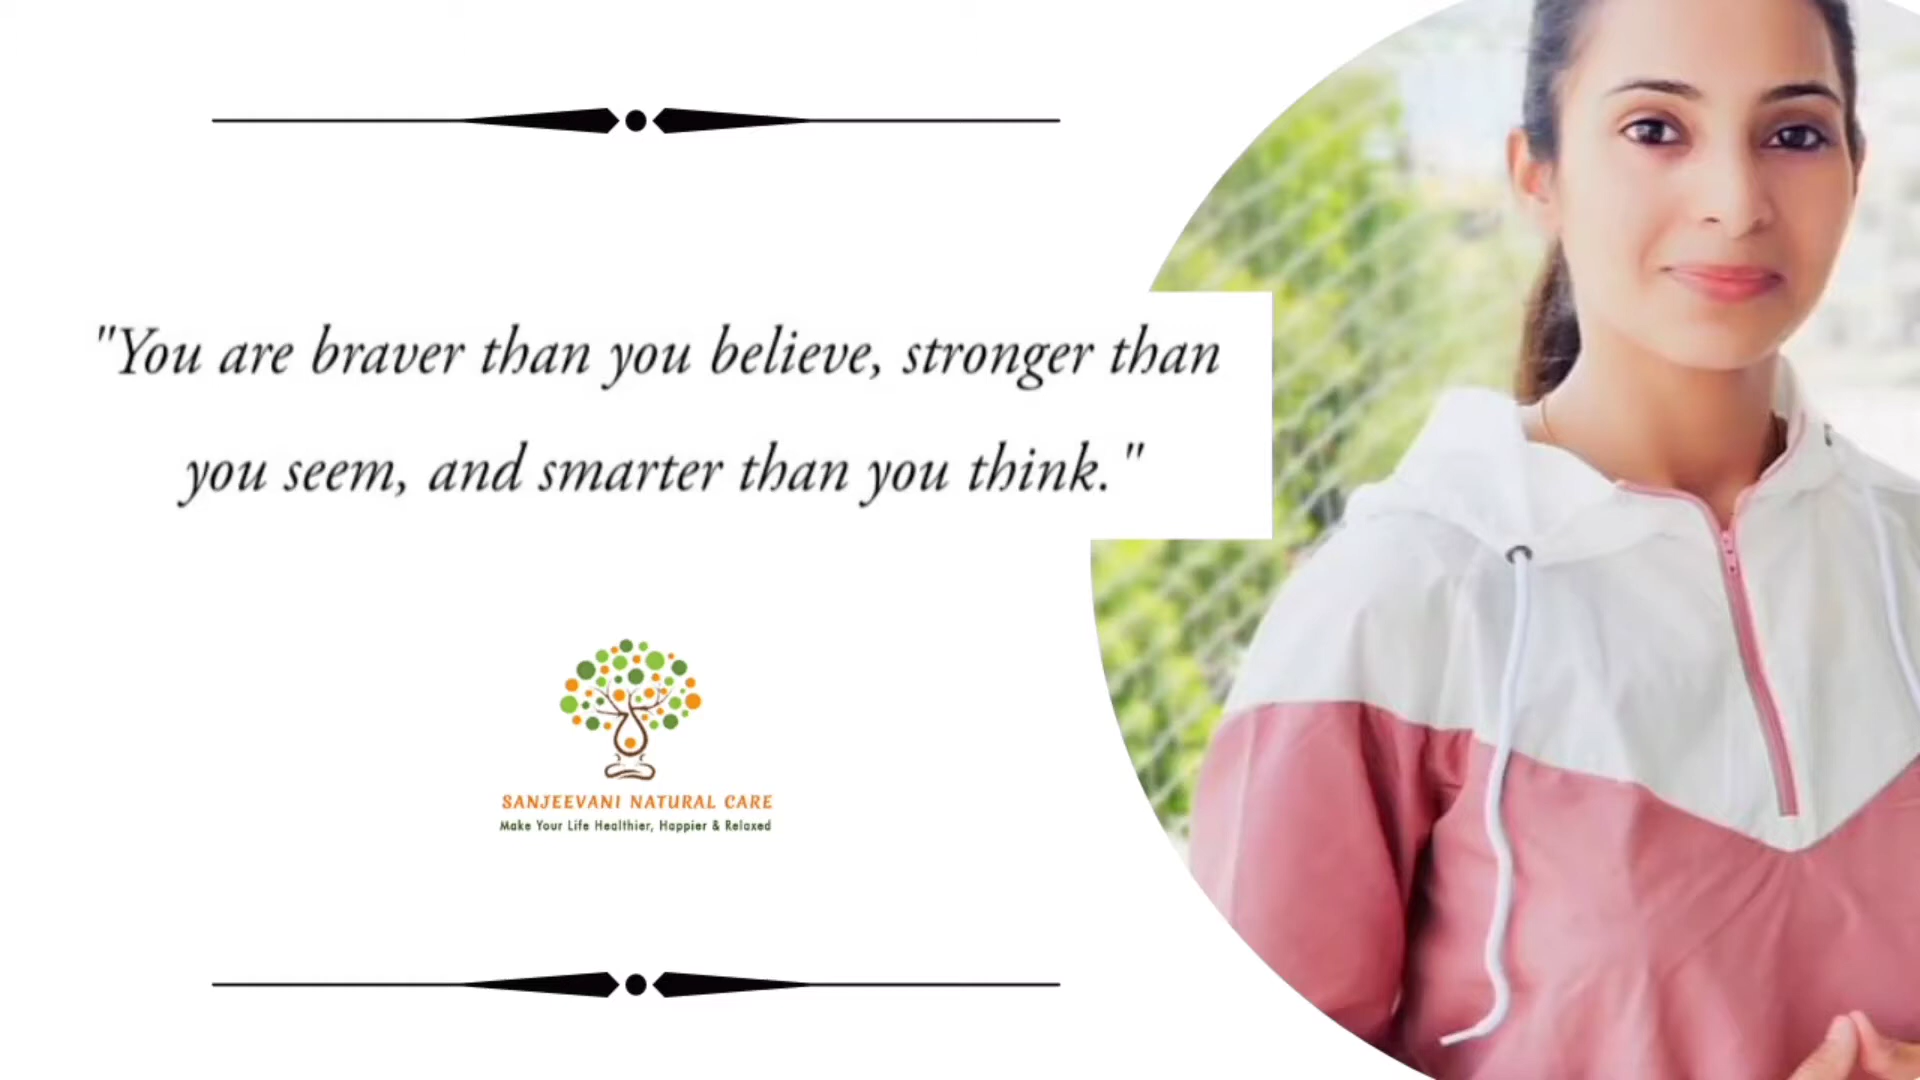 "You are braver than you believe, stronger than
you seem, and smarter than you think."
SANJEEVANI NATURAL CARE
Make Your Life Healthier, Happier & Relaxed